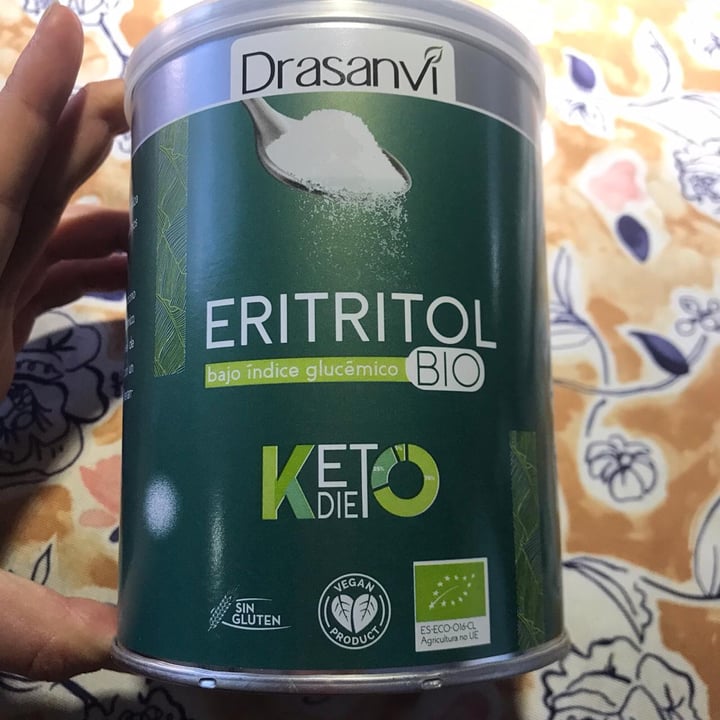 Drasanvi
ERITRITOL
bajo índice glucémico BIO
KETO
DIET
SIN
GLUTEN
VEGAN
PRODUCT
ES-ECO-016-CL
Agricultura no UE